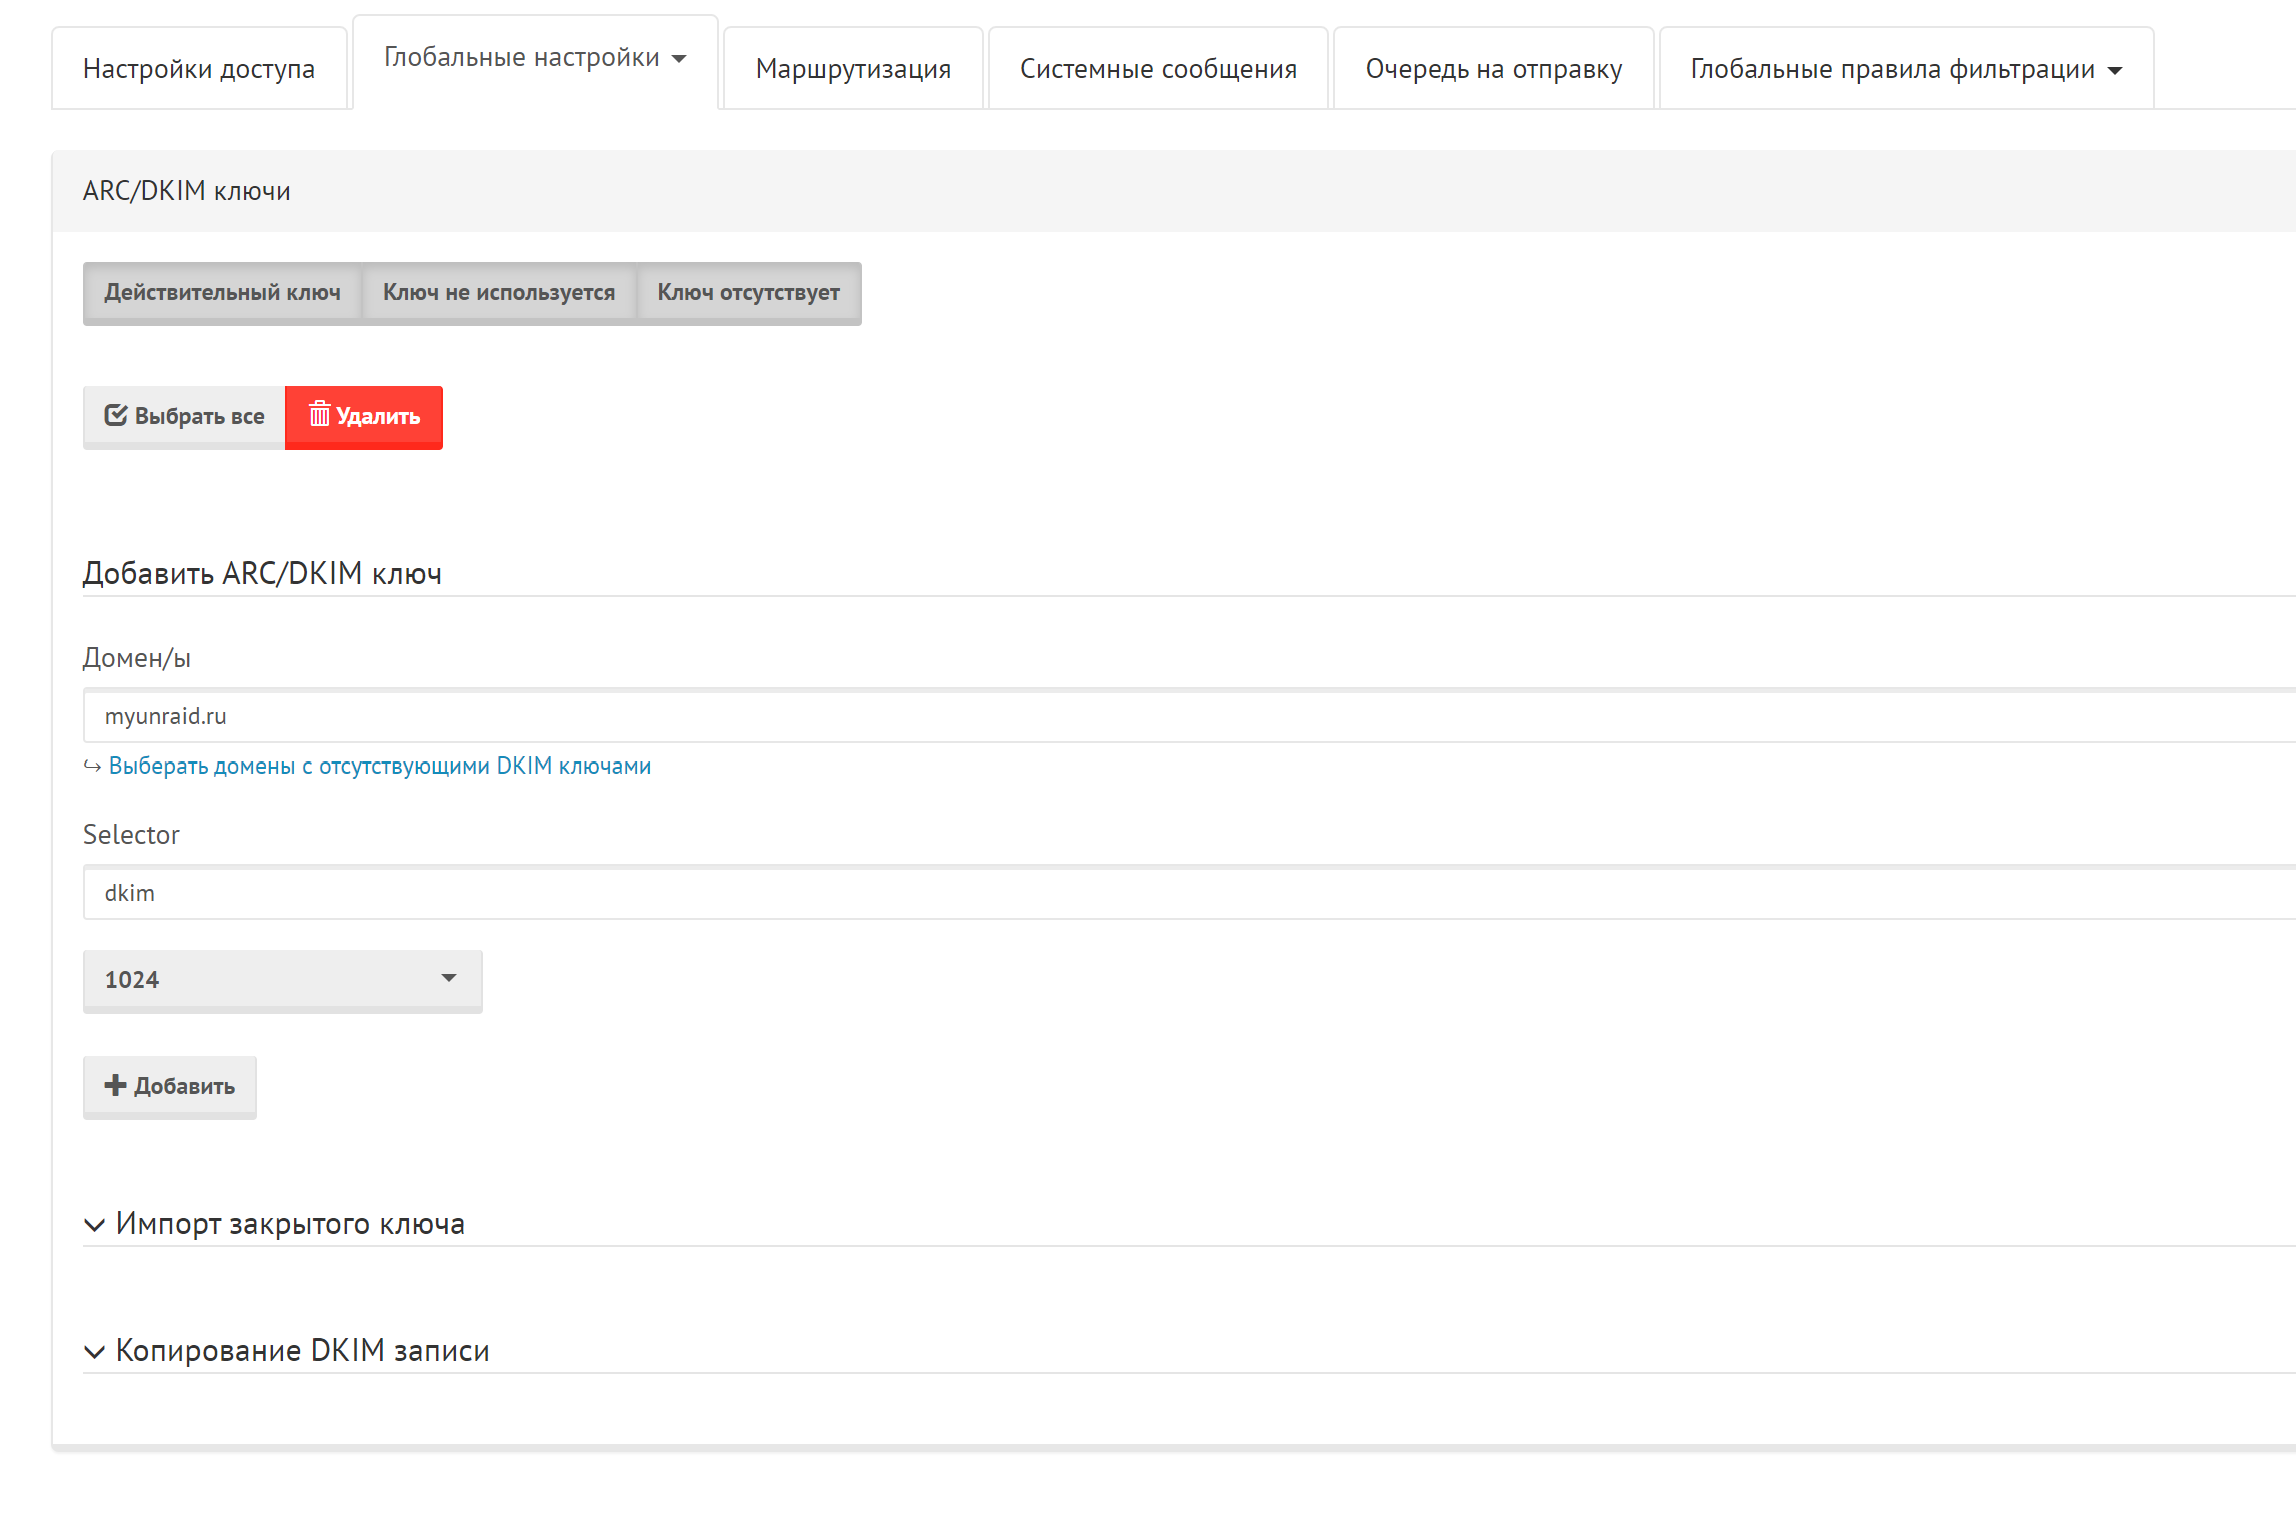 Настройки доступа
Глобальные настройки
Маршрутизация
Системные сообщения
Очередь на отправку
Глобальные правила фильтрации
ARC/DKIM ключи
Действительный ключ
Ключ не используется
Ключ отсутствует
Выбрать все
Удалить
Добавить ARC/DKIM ключ
Домен/ы
myunraid.ru
↪ Выберать домены с отсутствующими DKIM ключами
Selector
dkim
1024
Добавить
Импорт закрытого ключа
Копирование DKIM записи